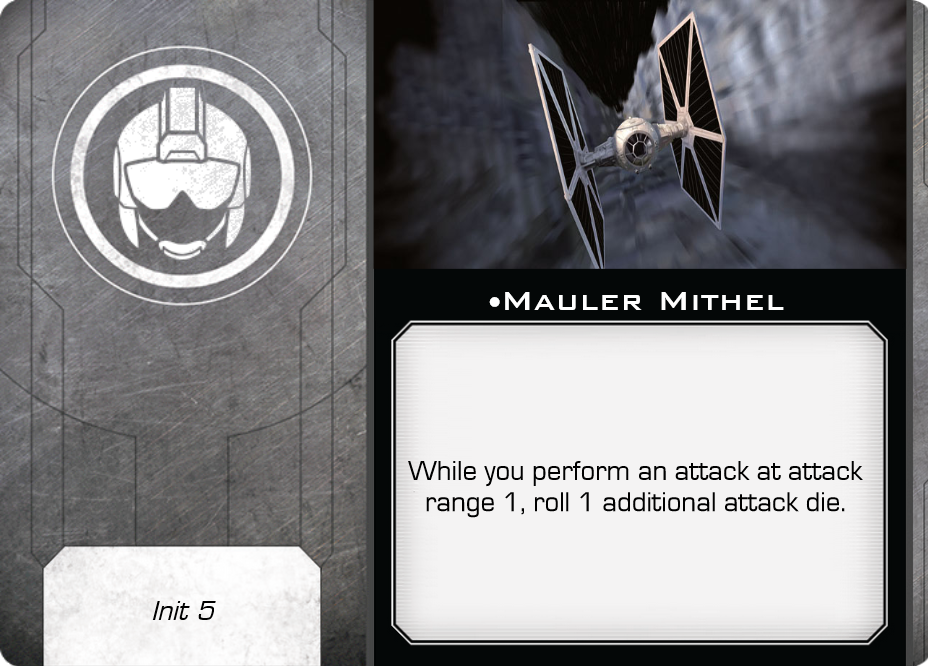 •Mauler Mithel
While you perform an attack at attack
range 1, roll 1 additional attack die.
Init 5